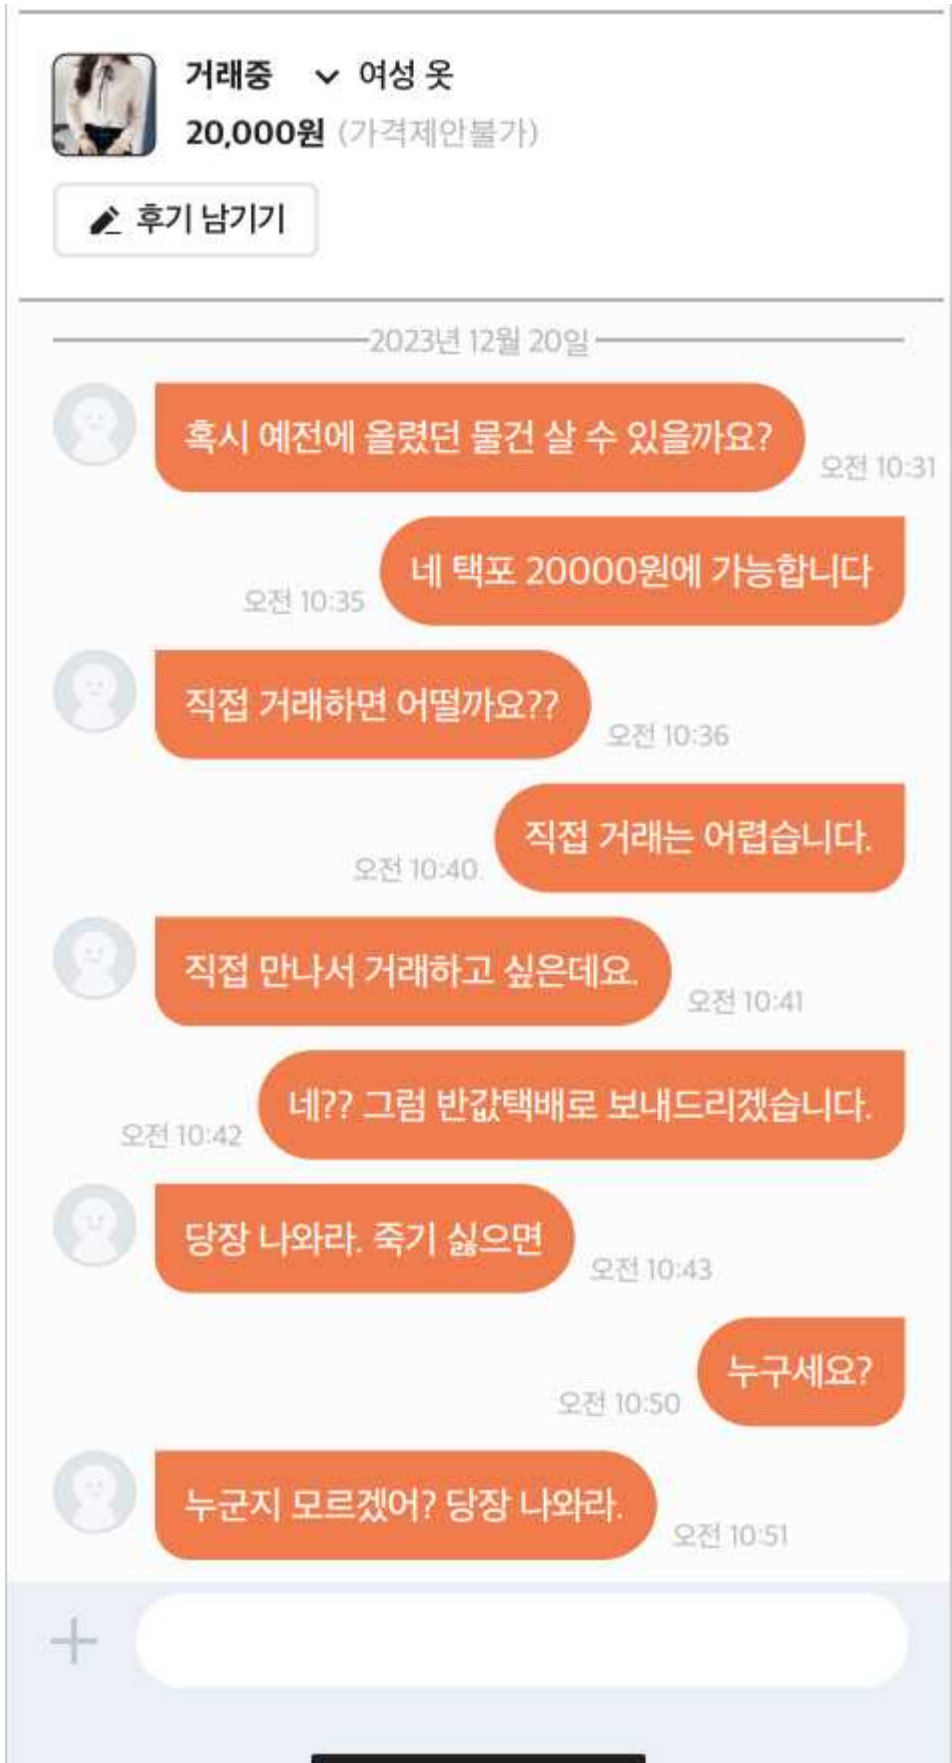 거래중 여성 옷
20,000원 (가격제안불가)
후기 남기기
2023년 12월 20일
혹시 예전에 올렸던 물건 살 수 있을까요?
오전 10:31
네 택포 20000원에 가능합니다
오전 10:35
직접 거래하면 어떨까요??
오전 10:36
직접 거래는 어렵습니다.
오전 10:40
직접 만나서 거래하고 싶은데요.
오전 10:41
네?? 그럼 반값택배로 보내드리겠습니다.
오전 10:42
당장 나와라. 죽기 싫으면
오전 10:43
누구세요?
오전 10:50
누군지 모르겠어? 당장 나와라.
오전 10:51